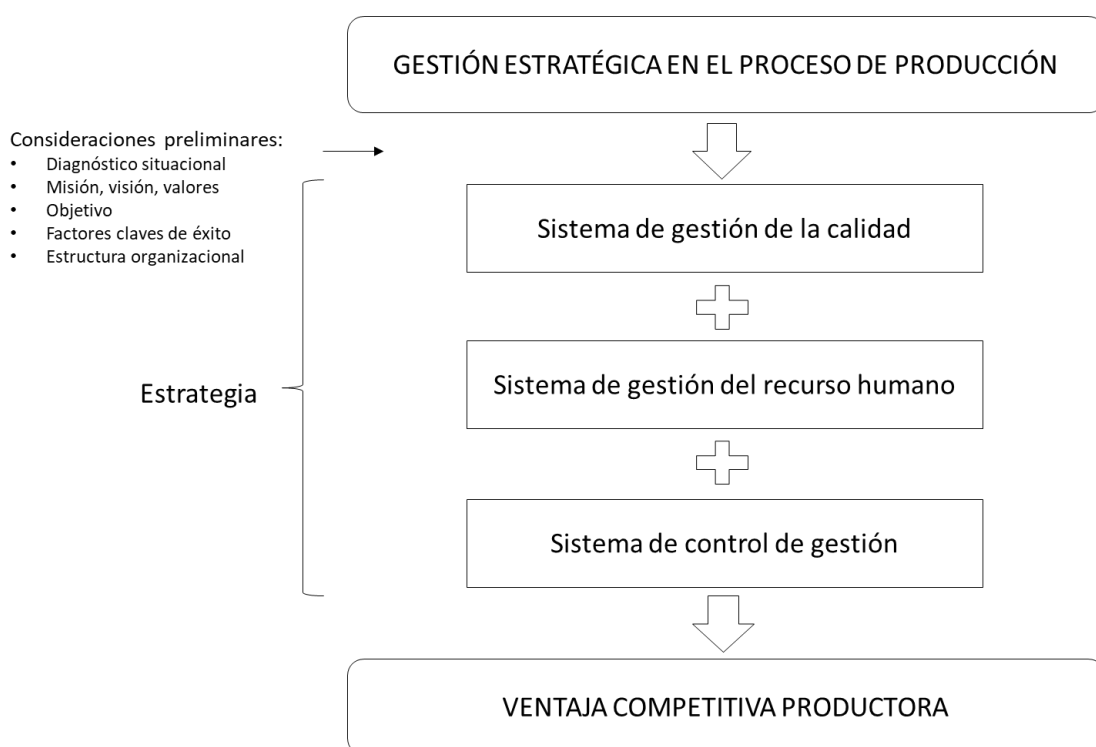 GESTIÓN ESTRATÉGICA EN EL PROCESO DE PRODUCCIÓN
Consideraciones preliminares:
• Diagnóstico situacional
• Misión, visión, valores
• Objetivo
• Factores claves de éxito
• Estructura organizacional
Sistema de gestión de la calidad
Estrategia
Sistema de gestión del recurso humano
Sistema de control de gestión
VENTAJA COMPETITIVA PRODUCTORA